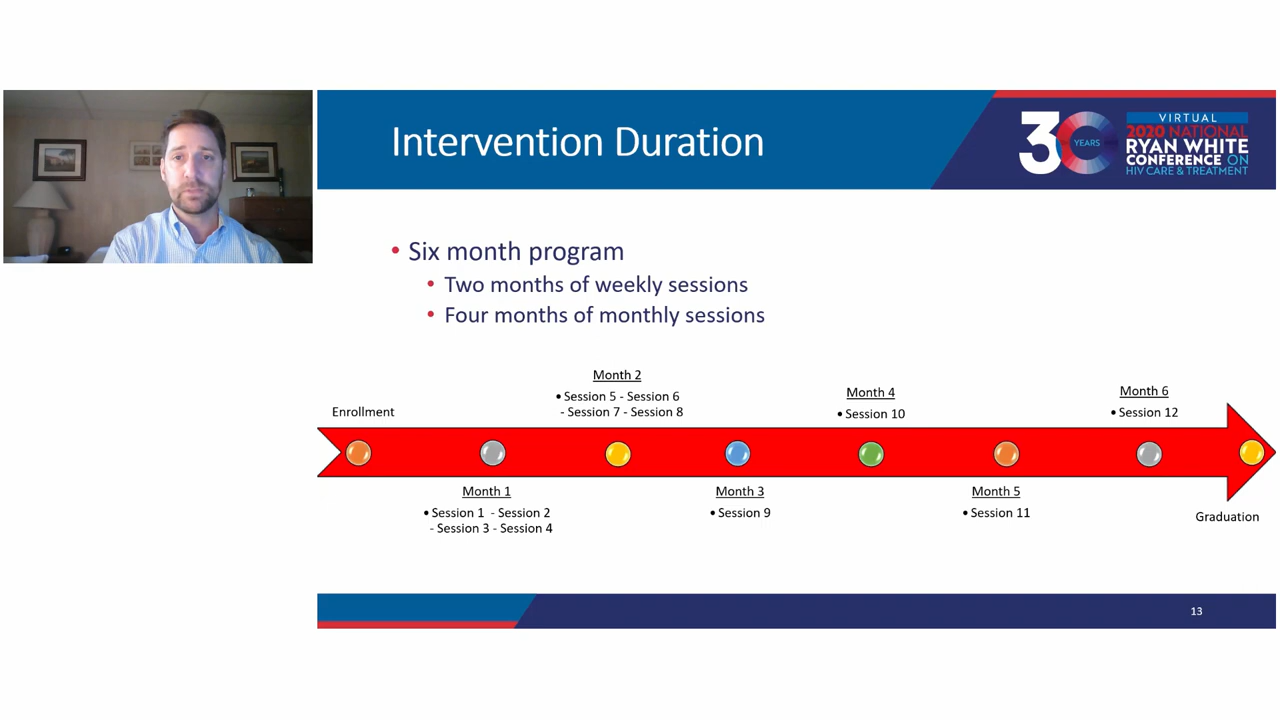 Intervention Duration
30
YEARS
VIRTUAL
2020 NATIONAL
RYAN WHITE
CONFERENCE ON
HIV CARE & TREATMENT
• Six month program
• Two months of weekly sessions
• Four months of monthly sessions
Enrollment
Month 1
• Session 1 - Session 2
- Session 3 - Session 4
Month 2
• Session 5 - Session 6
- Session 7 - Session 8
Month 3
• Session 9
Month 4
• Session 10
Month 5
• Session 11
Month 6
• Session 12
Graduation
13